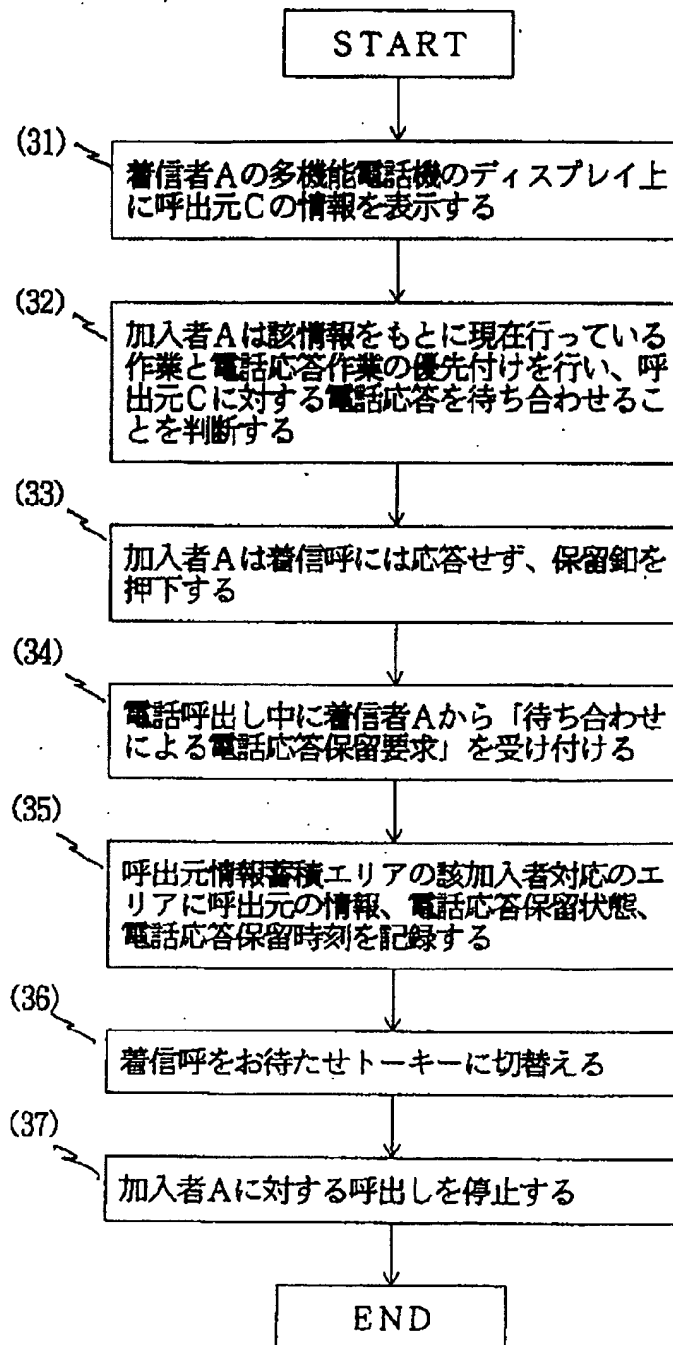 START
(31)
着信者Aの多機能電話機のディスプレイ上
に呼出元Cの情報を表示する
(32)
加入者Aは該情報をもとに現在行っている
作業と電話応答作業の優先付けを行い、呼
出元Cに対する電話応答を待ち合わせるこ
とを判断する
(33)
加入者Aは着信呼には応答せず、保留釦を
押下する
(34)
電話呼出し中に着信者Aから「待ち合わせ
による電話応答保留要求」を受け付ける
(35)
呼出元情報蓄積エリアの該加入者対応のエ
リアに呼出元の情報、電話応答保留状態、
電話応答保留時刻を記録する
(36)
着信呼をお待たせトーキーに切替える
(37)
加入者Aに対する呼出しを停止する
END